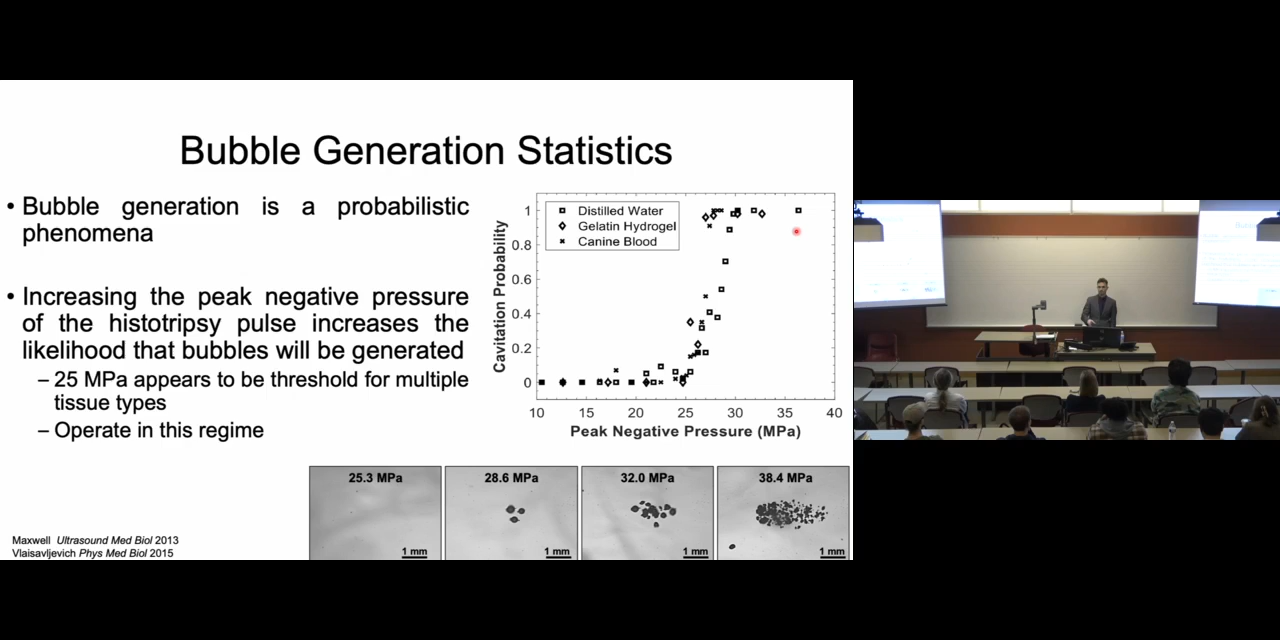 Bubble Generation Statistics
• Bubble generation is a probabilistic
phenomena
• Increasing the peak negative pressure
of the histotripsy pulse increases the
likelihood that bubbles will be generated
– 25 MPa appears to be threshold for multiple
tissue types
– Operate in this regime
Maxwell Ultrasound Med Biol 2013
Vlaisavljevich Phys Med Biol 2015
Cavitation Probability
1
0.8
0.6
0.4
0.2
0
Distilled Water
Gelatin Hydrogel
Canine Blood
10 15 20 25 30 35 40
Peak Negative Pressure (MPa)
25.3 MPa
1 mm
28.6 MPa
1 mm
32.0 MPa
1 mm
38.4 MPa
1 mm